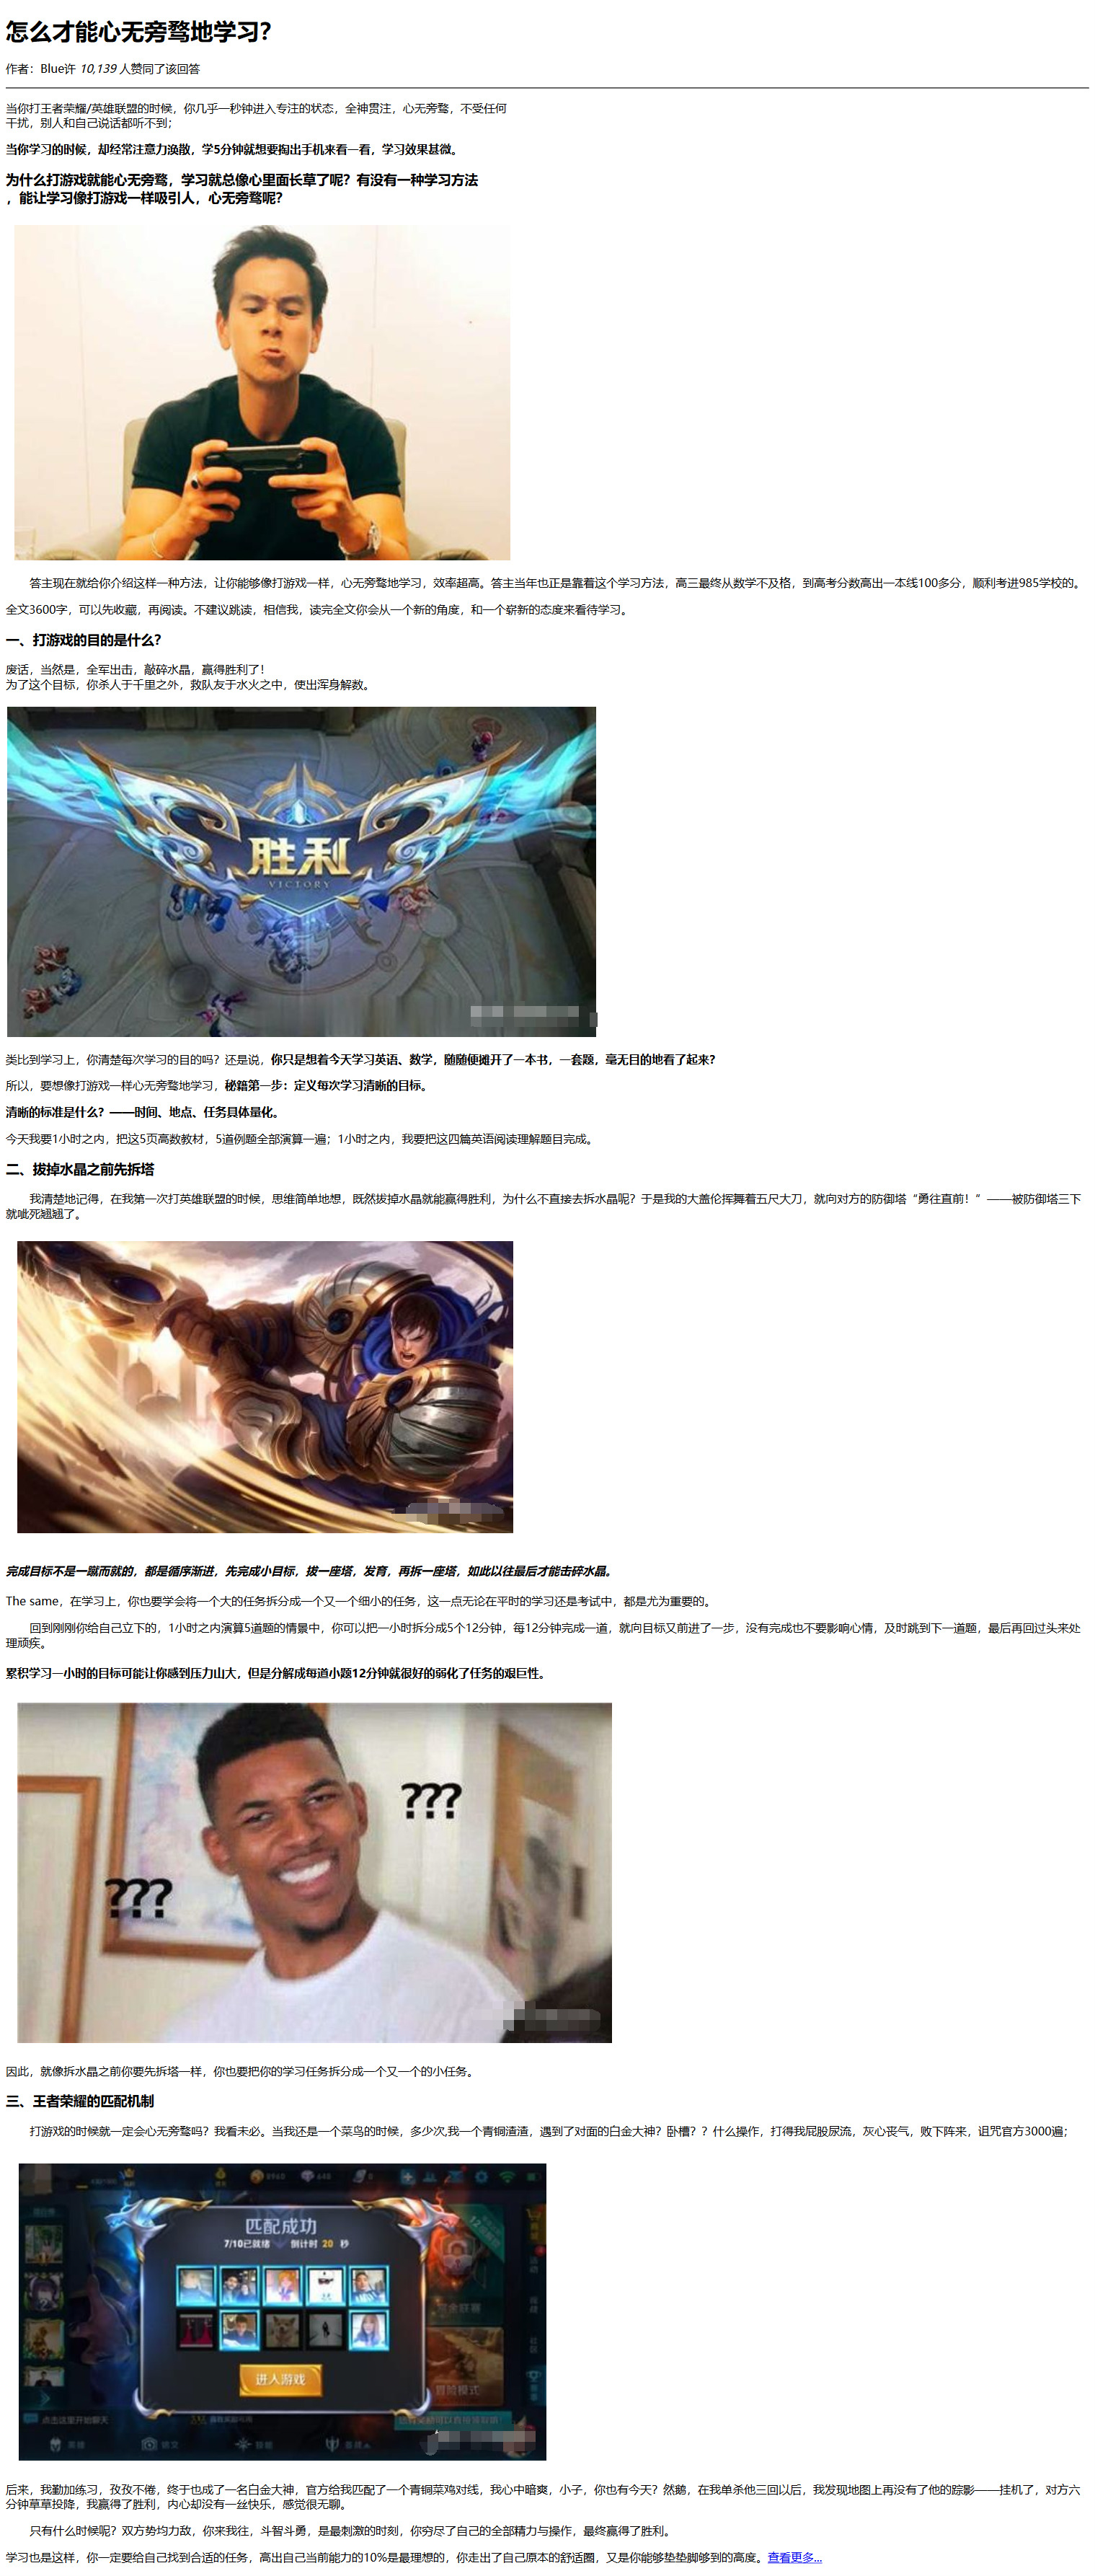 怎么才能心无旁骛地学习?
作者：Blue许 10,139 人赞同了该回答
当你打王者荣耀/英雄联盟的时候，你几乎一秒钟进入专注的状态，全神贯注，心无旁骛，不受任何
干扰，别人和自己说话都听不到；
当你学习的时候，却经常注意力涣散，学5分钟就想要掏出手机来看一看，学习效果甚微。
为什么打游戏就能心无旁骛，学习就总像心里面长草了呢？有没有一种学习方法
，能让学习像打游戏一样吸引人，心无旁骛呢?
答主现在就给你介绍这样一种方法，让你能够像打游戏一样，心无旁骛地学习，效率超高。答主当年也正是靠着这个学习方法，高三最终从数学不及格，到高考分数高出一本线100多分，顺利考进985学校的。
全文3600字，可以先收藏，再阅读。不建议跳读，相信我，读完全文你会从一个新的角度，和一个崭新的态度来看待学习。
一、打游戏的目的是什么?
废话，当然是，全军出击，敲碎水晶，赢得胜利了！
为了这个目标，你杀人于千里之外，救队友于水火之中，使出浑身解数。
胜利
VICTORY
类比到学习上，你清楚每次学习的目的吗？还是说，你只是想着今天学习英语、数学，随随便摊开了一本书，一套题，毫无目的地看了起来?
所以，要想像打游戏一样心无旁骛地学习，秘籍第一步：定义每次学习清晰的目标。
清晰的标准是什么？——时间、地点、任务具体量化。
今天我要1小时之内，把这5页高数教材，5道例题全部演算一遍；1小时之内，我要把这四篇英语阅读理解题目完成。
二、拔掉水晶之前先拆塔
我清楚地记得，在我第一次打英雄联盟的时候，思维简单地想，既然拔掉水晶就能赢得胜利，为什么不直接去拆水晶呢？于是我的大盖伦挥舞着五尺大刀，就向对方的防御塔“勇往直前！”——被防御塔三下
就呲死翘翘了。
完成目标不是一蹴而就的，都是循序渐进，先完成小目标，拔一座塔，发育，再拆一座塔，如此以往最后才能击碎水晶。
The same，在学习上，你也要学会将一个大的任务拆分成一个又一个细小的任务，这一点无论在平时的学习还是考试中，都是尤为重要的。
回到刚刚你给自己立下的，1小时之内演算5道题的情景中，你可以把一小时拆分成5个12分钟，每12分钟完成一道，就向目标又前进了一步，没有完成也不要影响心情，及时跳到下一道题，最后再回过头来处
理顽疾。
累积学习一小时的目标可能让你感到压力山大，但是分解成每道小题12分钟就很好的弱化了任务的艰巨性。
???
???
因此，就像拆水晶之前你要先拆塔一样，你也要把你的学习任务拆分成一个又一个的小任务。
三、王者荣耀的匹配机制
打游戏的时候就一定会心无旁骛吗？我看未必。当我还是一个菜鸟的时候，多少次,我一个青铜渣渣，遇到了对面的白金大神？卧槽？？什么操作，打得我屁股尿流，灰心丧气，败下阵来，诅咒官方3000遍；
匹配成功
7/10已就绪 倒计时 20 秒
进入游戏
冒险模式
点击这里开始聊天
后来，我勤加练习，孜孜不倦，终于也成了一名白金大神，官方给我匹配了一个青铜菜鸡对线，我心中暗爽，小子，你也有今天？然鹅，在我单杀他三回以后，我发现地图上再没有了他的踪影——挂机了，对方六
分钟草草投降，我赢得了胜利，内心却没有一丝快乐，感觉很无聊。
只有什么时候呢？双方势均力敌，你来我往，斗智斗勇，是最刺激的时刻，你穷尽了自己的全部精力与操作，最终赢得了胜利。
学习也是这样，你一定要给自己找到合适的任务，高出自己当前能力的10%是最理想的，你走出了自己原本的舒适圈，又是你能够垫垫脚够到的高度。查看更多...